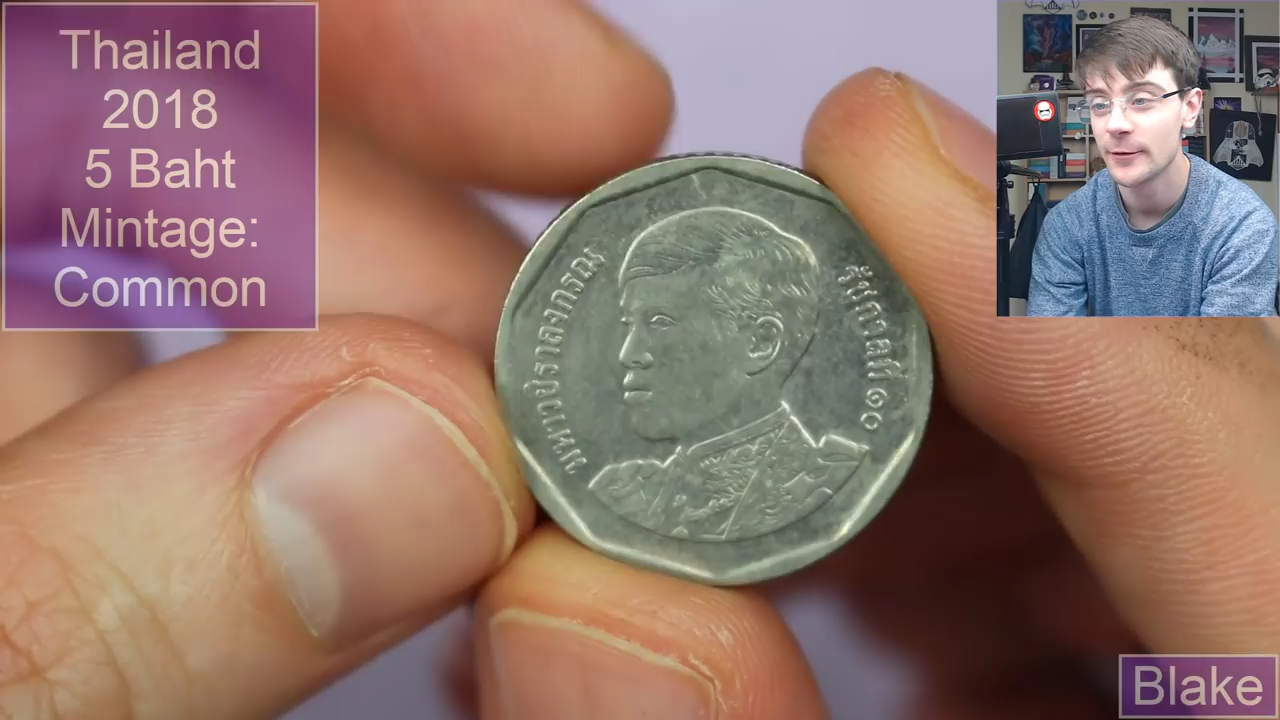 Thailand
2018
5 Baht
Mintage:
Common
มหาวชิราลงกรณ
รัชกาลที่ ๑๐
Blake